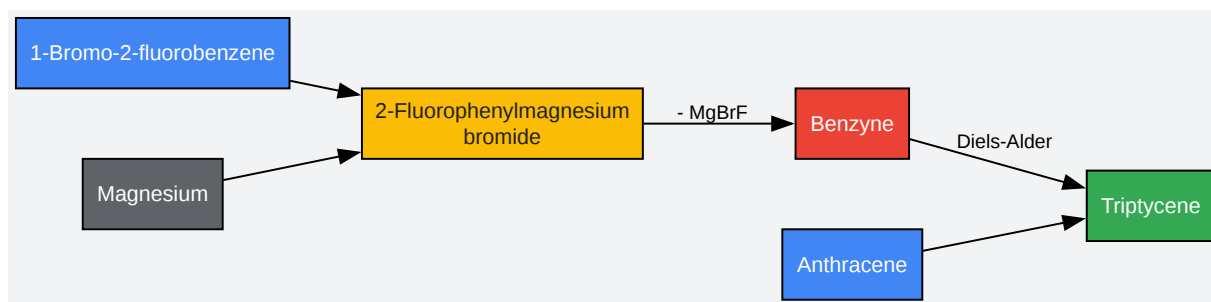 1-Bromo-2-fluorobenzene
Magnesium
2-Fluorophenylmagnesium
bromide
- MgBrF
Benzyne
Diels-Alder
Anthracene
Triptycene